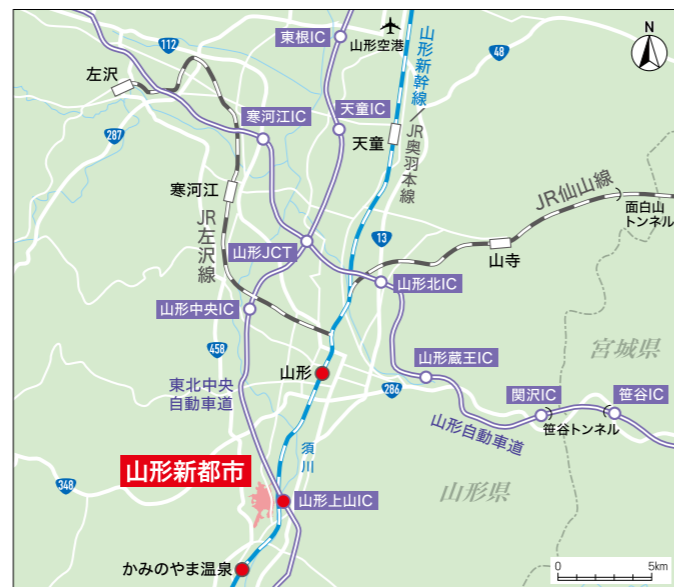 東根IC
山形空港
山形新幹線／JR奥羽本線
N
112
48
左沢
寒河江IC
天童IC
287
天童
寒河江
JR仙山線
面白山
トンネル
JR左沢線
山形JCT
13
山寺
山形北IC
山形中央IC
宮城県
458
山形蔵王IC
山形
286
東北中央
自動車道
関沢IC
笹谷IC
山形自動車道
笹谷トンネル
須川
山形新都市
348
山形上山IC
山形県
かみのやま温泉
0
5km